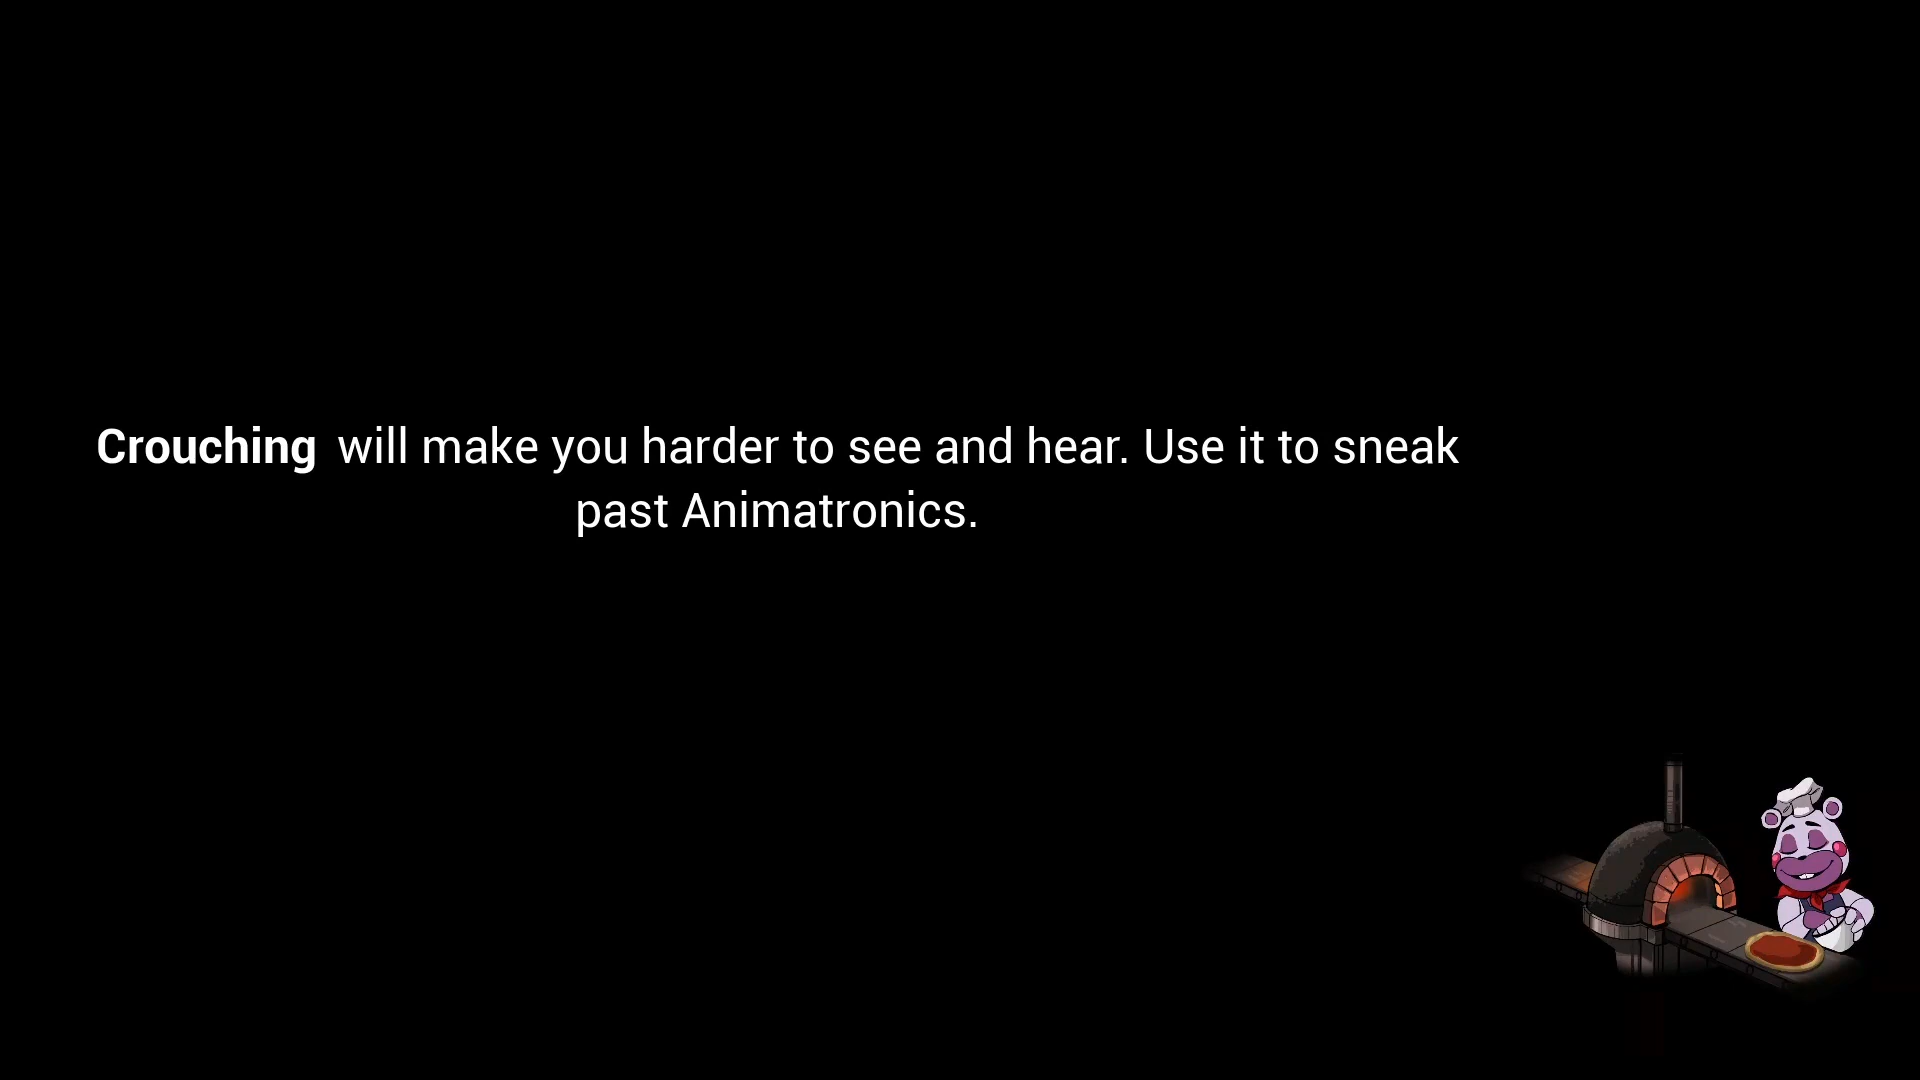 Crouching will make you harder to see and hear. Use it to sneak
past Animatronics.